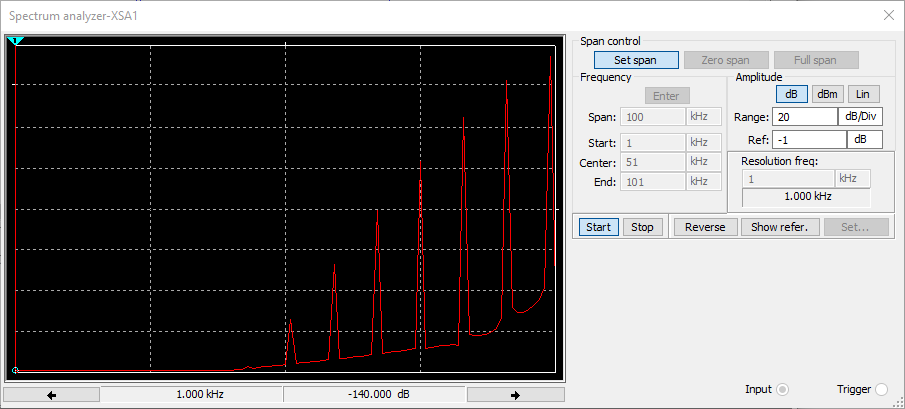 Spectrum analyzer-XSA1
1
Span control
Set span Zero span Full span
Frequency
Enter
Span: 100 kHz
Start: 1 kHz
Center: 51 kHz
End: 101 kHz
Amplitude
dB dBm Lin
Range: 20 dB/Div
Ref: -1 dB
Resolution freq:
1 kHz
1.000 kHz
Start Stop Reverse Show refer. Set...
1.000 kHz -140.000 dB
Input Trigger